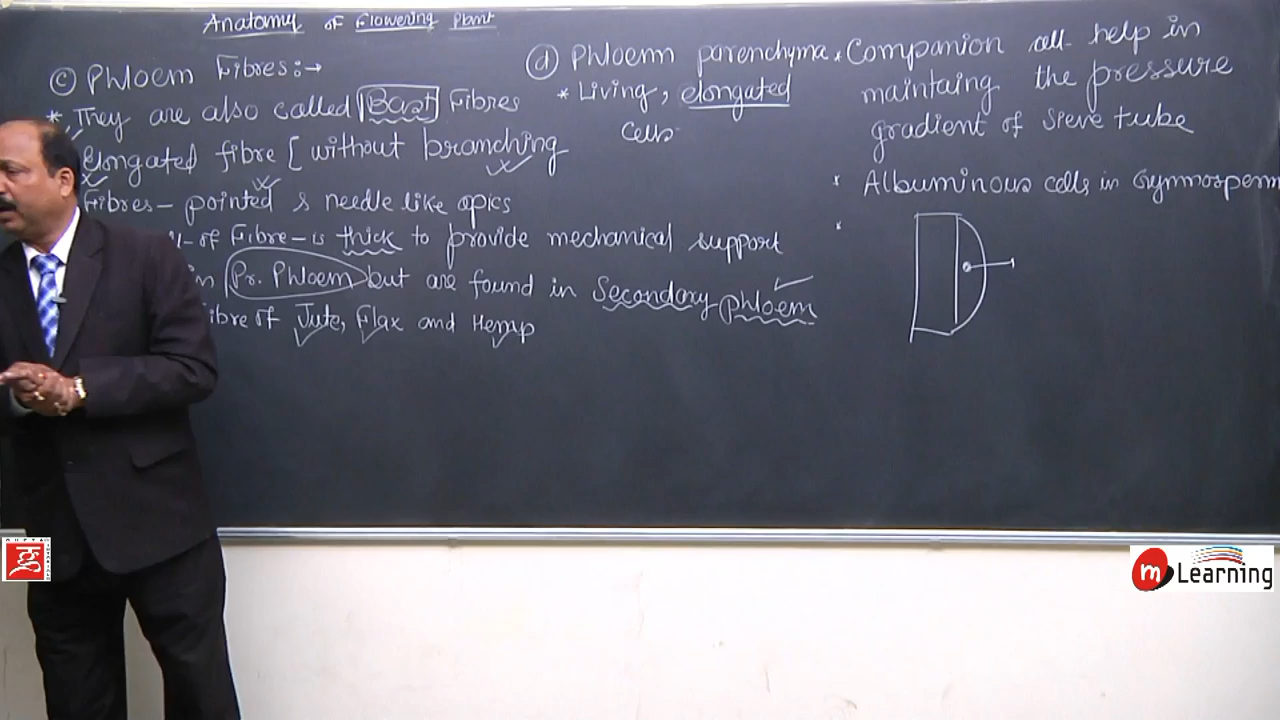 Anatomy of Flowering Plant
(c) Phloem Fibres:→
* They are also called Bast Fibres
Elongated fibre [ without branching
Fibres – pointed & needle like apics
of Fibre – is thick to provide mechanical support
in Pr. Phloem but are found in Secondary phloem
ibre of Jute, Flax and Hemp
(d) Phloem parenchyma
* Living, elongated
cells
* Companion cell help in
maintaing the pressure
gradient of sieve tube
* Albuminous cells in Gymnosperm
*
GUPTA
m Learning